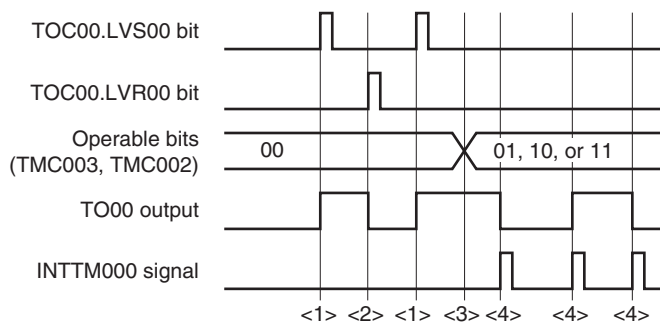 TOC00.LVS00 bit
TOC00.LVR00 bit
Operable bits
(TMC003, TMC002)
00
01, 10, or 11
TO00 output
INTTM000 signal
<1> <2> <1> <3> <4> <4> <4>